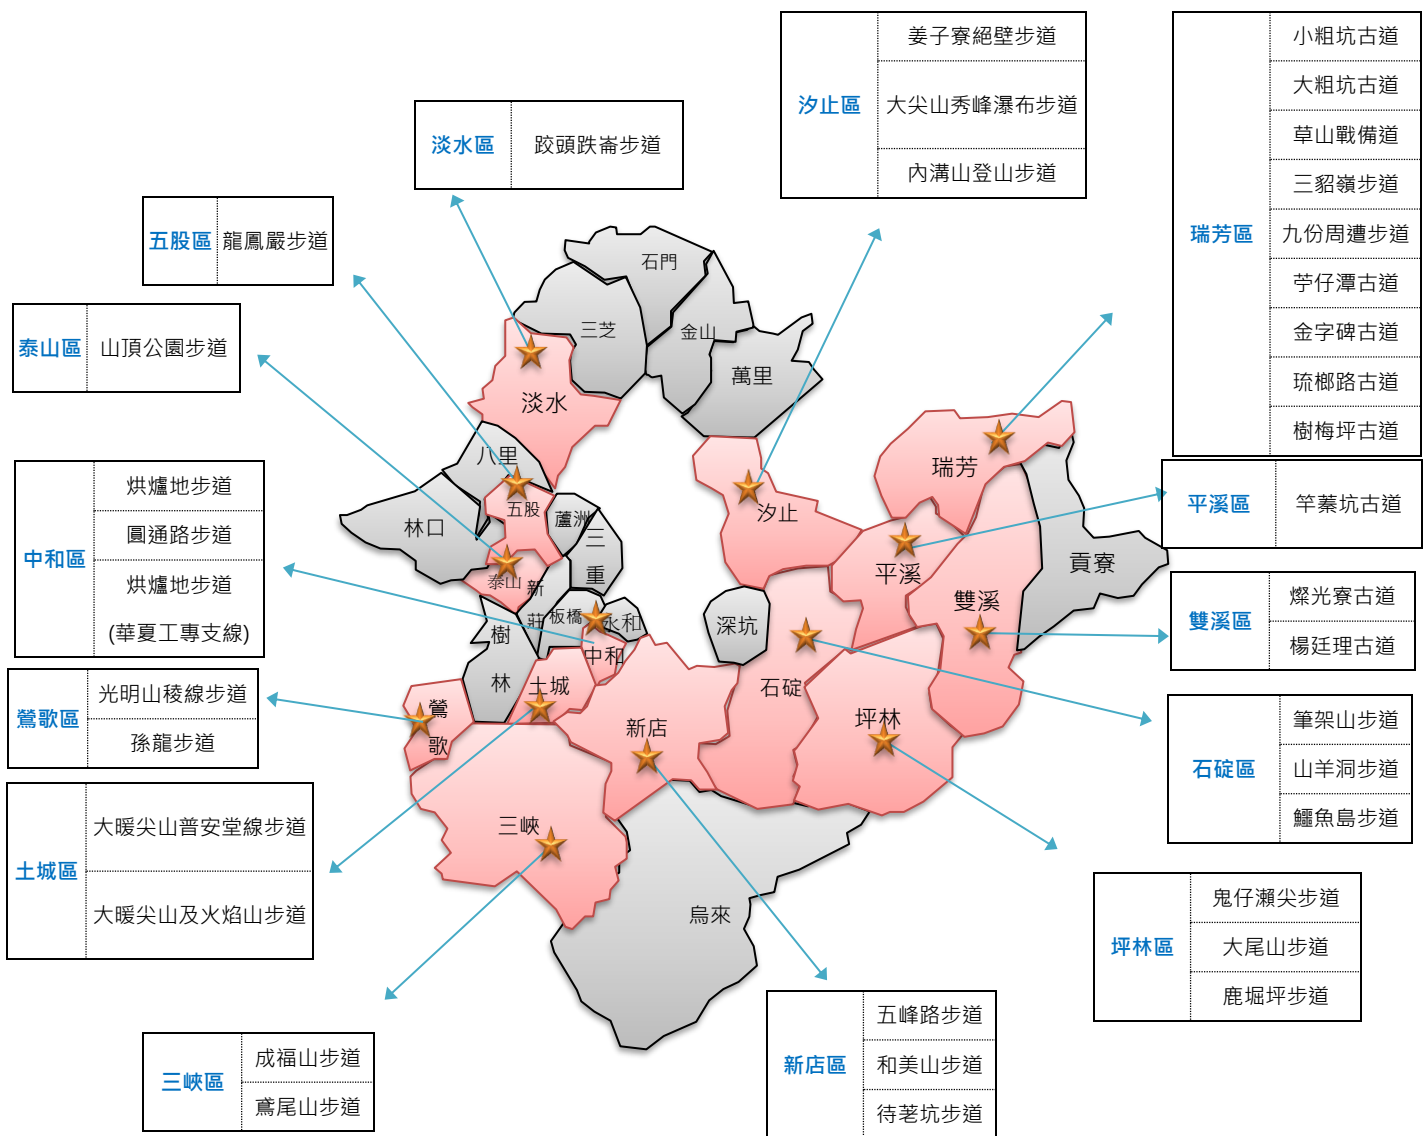 汐止區
姜子寮絕壁步道
大尖山秀峰瀑布步道
內溝山登山步道
瑞芳區
小粗坑古道
大粗坑古道
草山戰備道
三貂嶺步道
九份周遭步道
苧仔潭古道
金字碑古道
琉榔路古道
樹梅坪古道
淡水區
跤頭趺崙步道
五股區
龍鳳嚴步道
泰山區
山頂公園步道
中和區
烘爐地步道
圓通路步道
烘爐地步道
(華夏工專支線)
鶯歌區
光明山稜線步道
孫龍步道
土城區
大暖尖山普安堂線步道
大暖尖山及火焰山步道
三峽區
成福山步道
鳶尾山步道
新店區
五峰路步道
和美山步道
待荖坑步道
坪林區
鬼仔瀨尖步道
大尾山步道
鹿堀坪步道
石碇區
筆架山步道
山羊洞步道
鱷魚島步道
雙溪區
燦光寮古道
楊廷理古道
平溪區
竿蓁坑古道
石門
三芝
金山
萬里
淡水
八里
五股
蘆洲
林口
三重
泰山
新莊
板橋
永和
中和
樹林
土城
鶯歌
三峽
新店
烏來
深坑
石碇
坪林
汐止
平溪
瑞芳
雙溪
貢寮